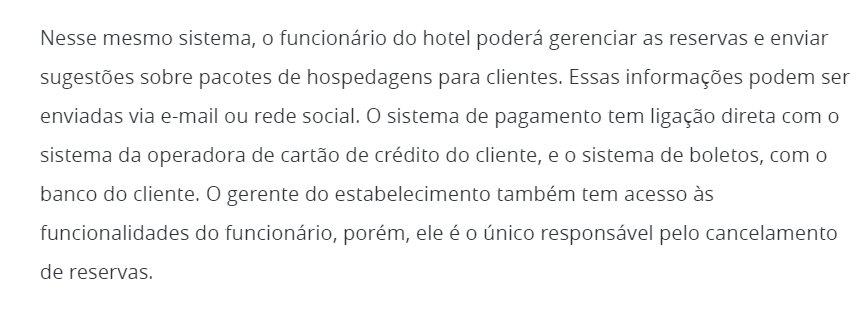 Nesse mesmo sistema, o funcionário do hotel poderá gerenciar as reservas e enviar
sugestões sobre pacotes de hospedagens para clientes. Essas informações podem ser
enviadas via e-mail ou rede social. O sistema de pagamento tem ligação direta com o
sistema da operadora de cartão de crédito do cliente, e o sistema de boletos, com o
banco do cliente. O gerente do estabelecimento também tem acesso às
funcionalidades do funcionário, porém, ele é o único responsável pelo cancelamento
de reservas.